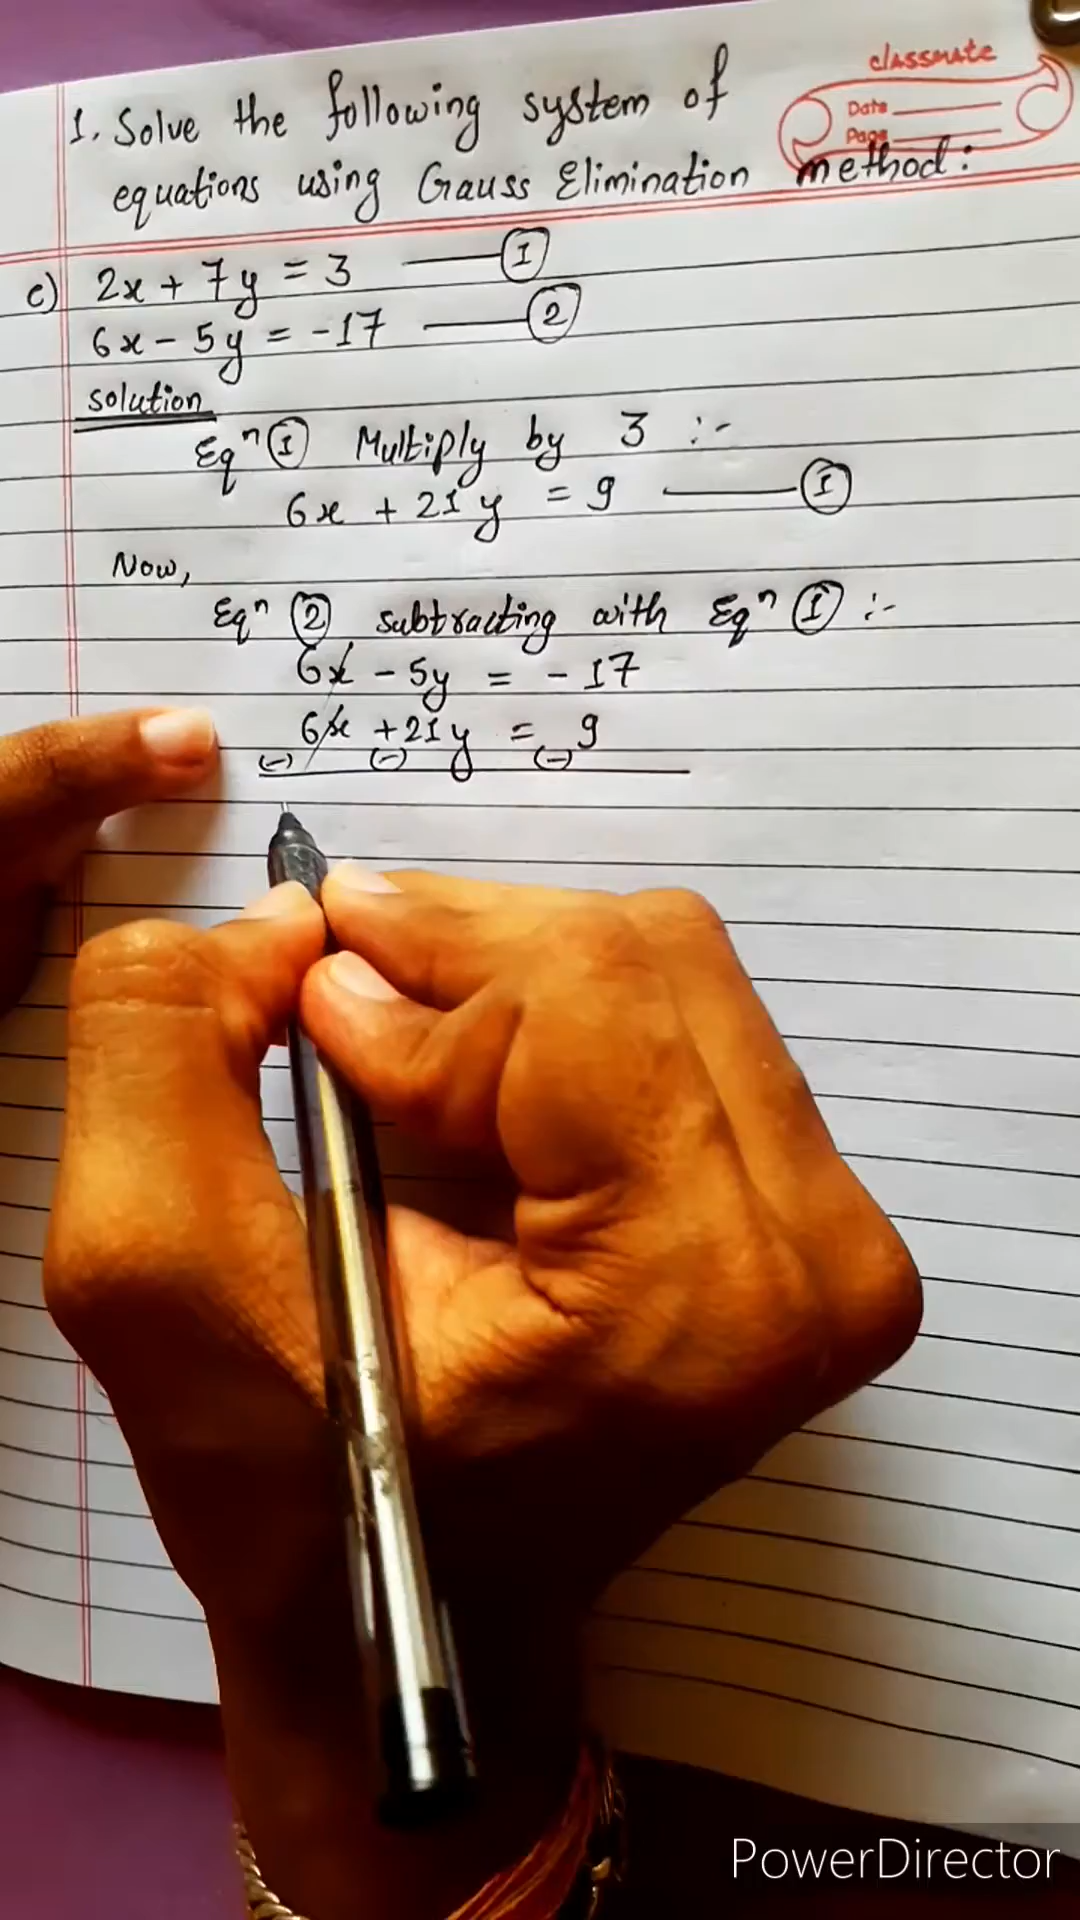 classmate
Date
Page
1. Solve the following system of
equations using Gauss Elimination method:
c) 2x + 7y = 3 —— ①
6x - 5y = -17 —— ②
solution
Eqⁿ ① Multiply by 3 :-
6x + 21y = 9 —— ①
Now,
Eqⁿ ② subtracting with Eqⁿ ① :-
6x - 5y = -17
6x + 21y = 9
(-) (-) (-)
PowerDirector